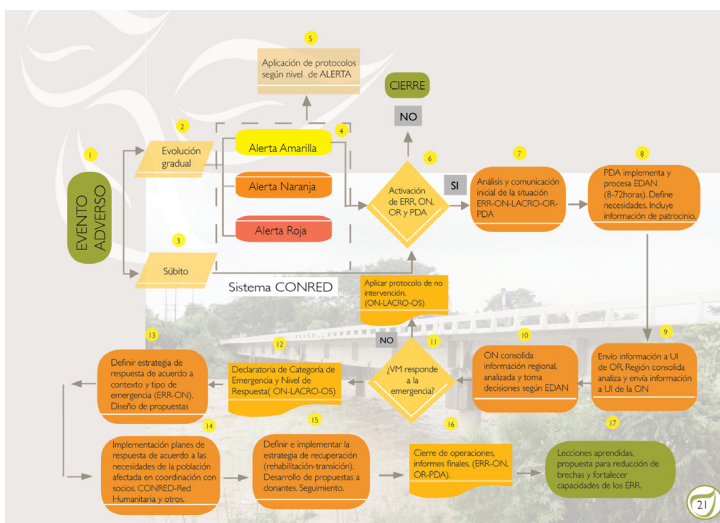 5
Aplicación de protocolos
según nivel de ALERTA
CIERRE
NO
1
EVENTO
ADVERSO
2
Evolución
gradual
3
Súbito
4
Alerta Amarilla
Alerta Naranja
Alerta Roja
Sistema CONRED
6
Activación
de ERR, ON,
OR y PDA
SI
7
Análisis y comunicación
inicial de la situación
ERR-ON-LACRO-OR-
PDA
8
PDA implementa y
procesa EDAN
(8-72horas). Define
necesidades. Incluye
información de patrocinio.
9
Envío información a UI
de OR, Región consolida
analiza y envía información
a UI de la ON
10
ON consolida
información regional,
analizada y toma
decisiones según EDAN
11
¿VM responde
a la
emergencia?
NO
Aplicar protocolo de no
intervención.
(ON-LACRO-O5)
12
Declaratoria de Categoría de
Emergencia y Nivel de
Respuesta( ON-LACRO-O5)
13
Definir estrategia de
respuesta de acuerdo a
contexto y tipo de
emergencia (ERR-ON).
Diseño de propuestas
14
Implementación planes de
respuesta de acuerdo a las
necesidades de la población
afectada en coordinación con
socios. CONRED-Red
Humanitaria y otros.
15
Definir e implementar la
estrategia de recuperación
(rehabilitación-transición).
Desarrollo de propuestas a
donantes. Seguimiento.
16
Cierre de operaciones,
informes finales. (ERR-ON,
OR-PDA).
17
Lecciones aprendidas,
propuesta para reducción de
brechas y fortalecer
capacidades de los ERR.
21